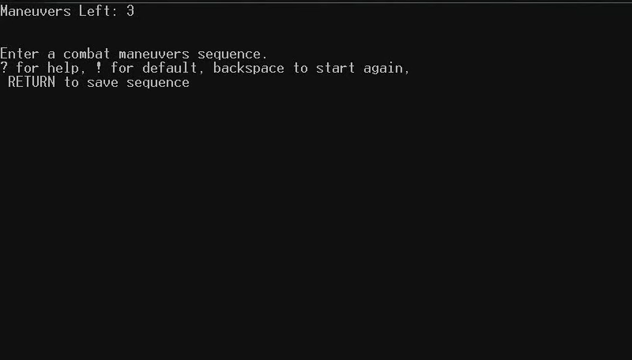 Maneuvers Left: 3
Enter a combat maneuvers sequence.
? for help, ! for default, backspace to start again,
RETURN to save sequence